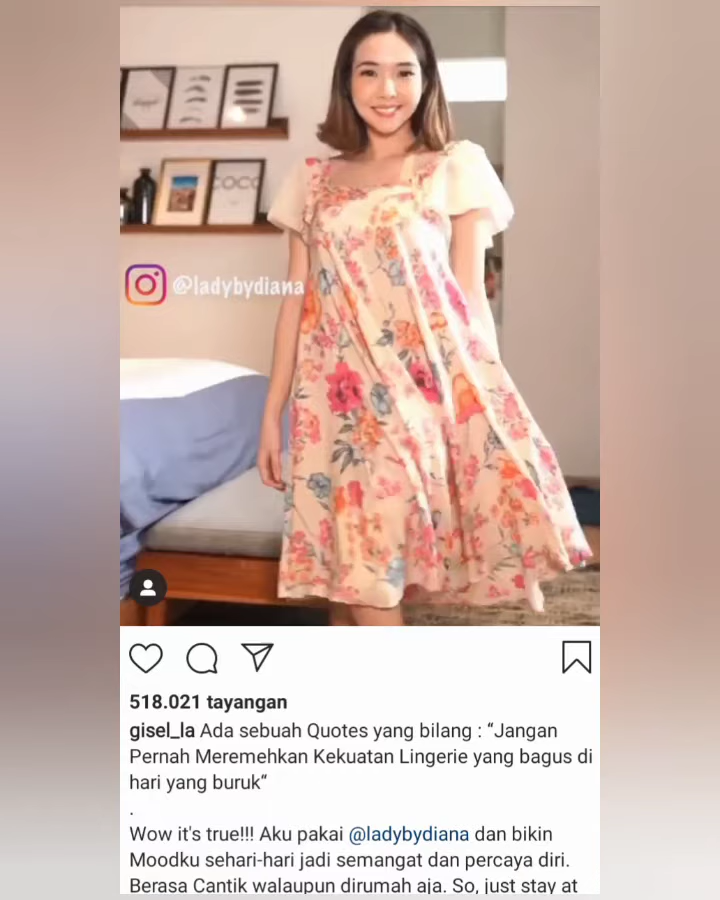 COCO
@ladybydiana
518.021 tayangan
gisel_la Ada sebuah Quotes yang bilang : “Jangan
Pernah Meremehkan Kekuatan Lingerie yang bagus di
hari yang buruk“
.
Wow it's true!!! Aku pakai @ladybydiana dan bikin
Moodku sehari-hari jadi semangat dan percaya diri.
Berasa Cantik walaupun dirumah aja. So, just stay at